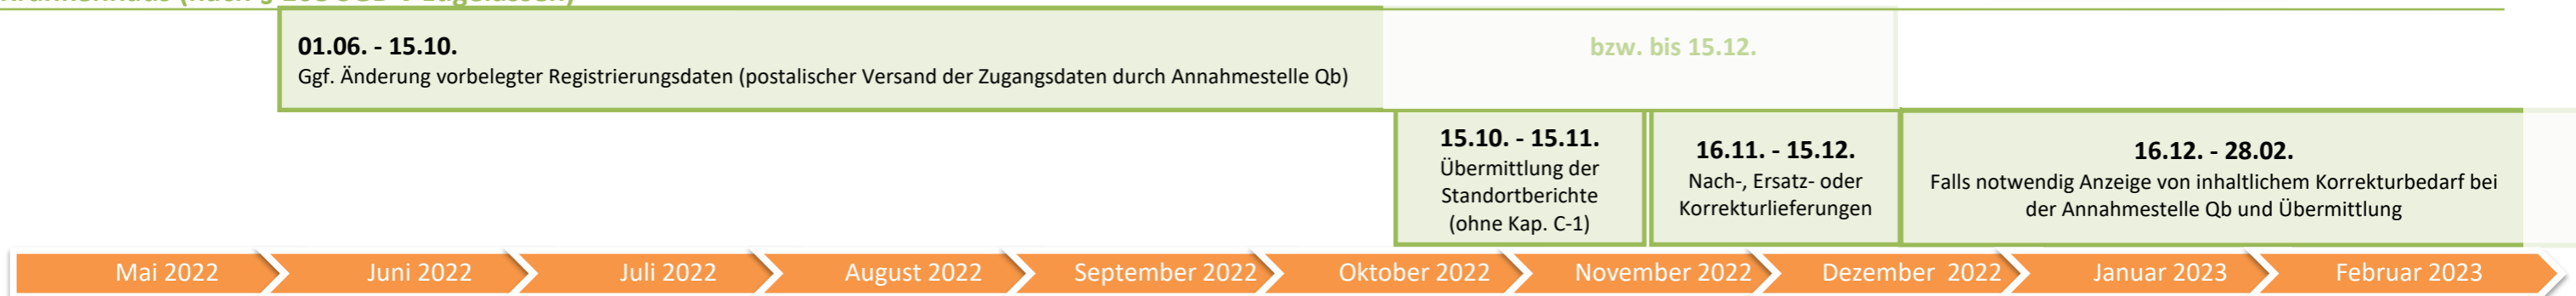 01.06. - 15.10.
Ggf. Änderung vorbelegter Registrierungsdaten (postalischer Versand der Zugangsdaten durch Annahmestelle Qb)
bzw. bis 15.12.
15.10. - 15.11.
Übermittlung der
Standortberichte
(ohne Kap. C-1)
16.11. - 15.12.
Nach-, Ersatz- oder
Korrekturlieferungen
16.12. - 28.02.
Falls notwendig Anzeige von inhaltlichem Korrekturbedarf bei
der Annahmestelle Qb und Übermittlung
Mai 2022
Juni 2022
Juli 2022
August 2022
September 2022
Oktober 2022
November 2022
Dezember 2022
Januar 2023
Februar 2023